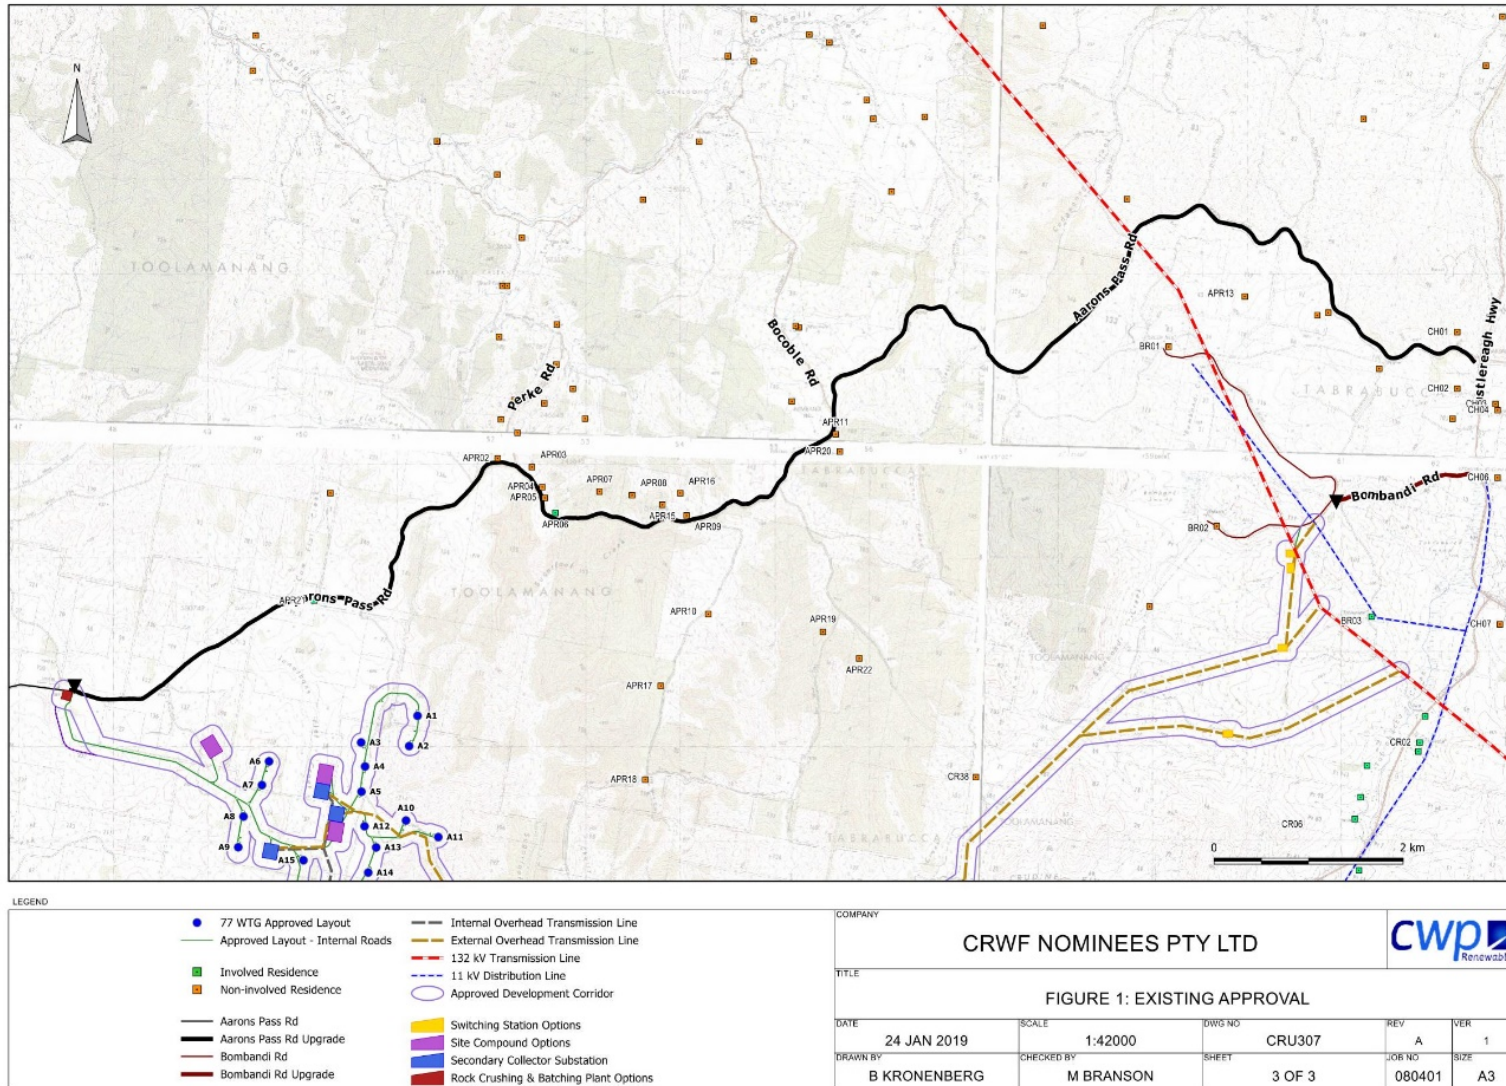 N
TOOLAMANANG
Aarons Pass Rd
APR13
Bocoble Rd
BR01
CH01
stlereagh Hwy
Perke Rd
TABRABUCCA
CH02
CH03
CH04
APR11
APR20
TABRABUCCA
APR02
APR03
APR04
APR05
APR07
APR08
APR16
APR06
APR15
APR09
CH06
Bombandi Rd
BR02
TOOLAMANANG
APR21
Aarons Pass Rd
APR10
APR19
BR03
CH07
APR22
TOOLAMANANG
APR17
A1
A2
A3
CR02
A6
A4
APR18
CR38
A7
A5
A8
A10
A12
A11
TOOLAMANANG
CR06
A9
A13
TABRABUCCA
A15
A14
0 2 km
LEGEND
77 WTG Approved Layout
Approved Layout - Internal Roads
Involved Residence
Non-involved Residence
Aarons Pass Rd
Aarons Pass Rd Upgrade
Bombandi Rd
Bombandi Rd Upgrade
Internal Overhead Transmission Line
External Overhead Transmission Line
132 kV Transmission Line
11 kV Distribution Line
Approved Development Corridor
Switching Station Options
Site Compound Options
Secondary Collector Substation
Rock Crushing & Batching Plant Options
COMPANY
CRWF NOMINEES PTY LTD
cwp
Renewabl
TITLE
FIGURE 1: EXISTING APPROVAL
DATE
24 JAN 2019
SCALE
1:42000
DWG NO
CRU307
REV
A
VER
1
DRAWN BY
B KRONENBERG
CHECKED BY
M BRANSON
SHEET
3 OF 3
JOB NO
080401
SIZE
A3